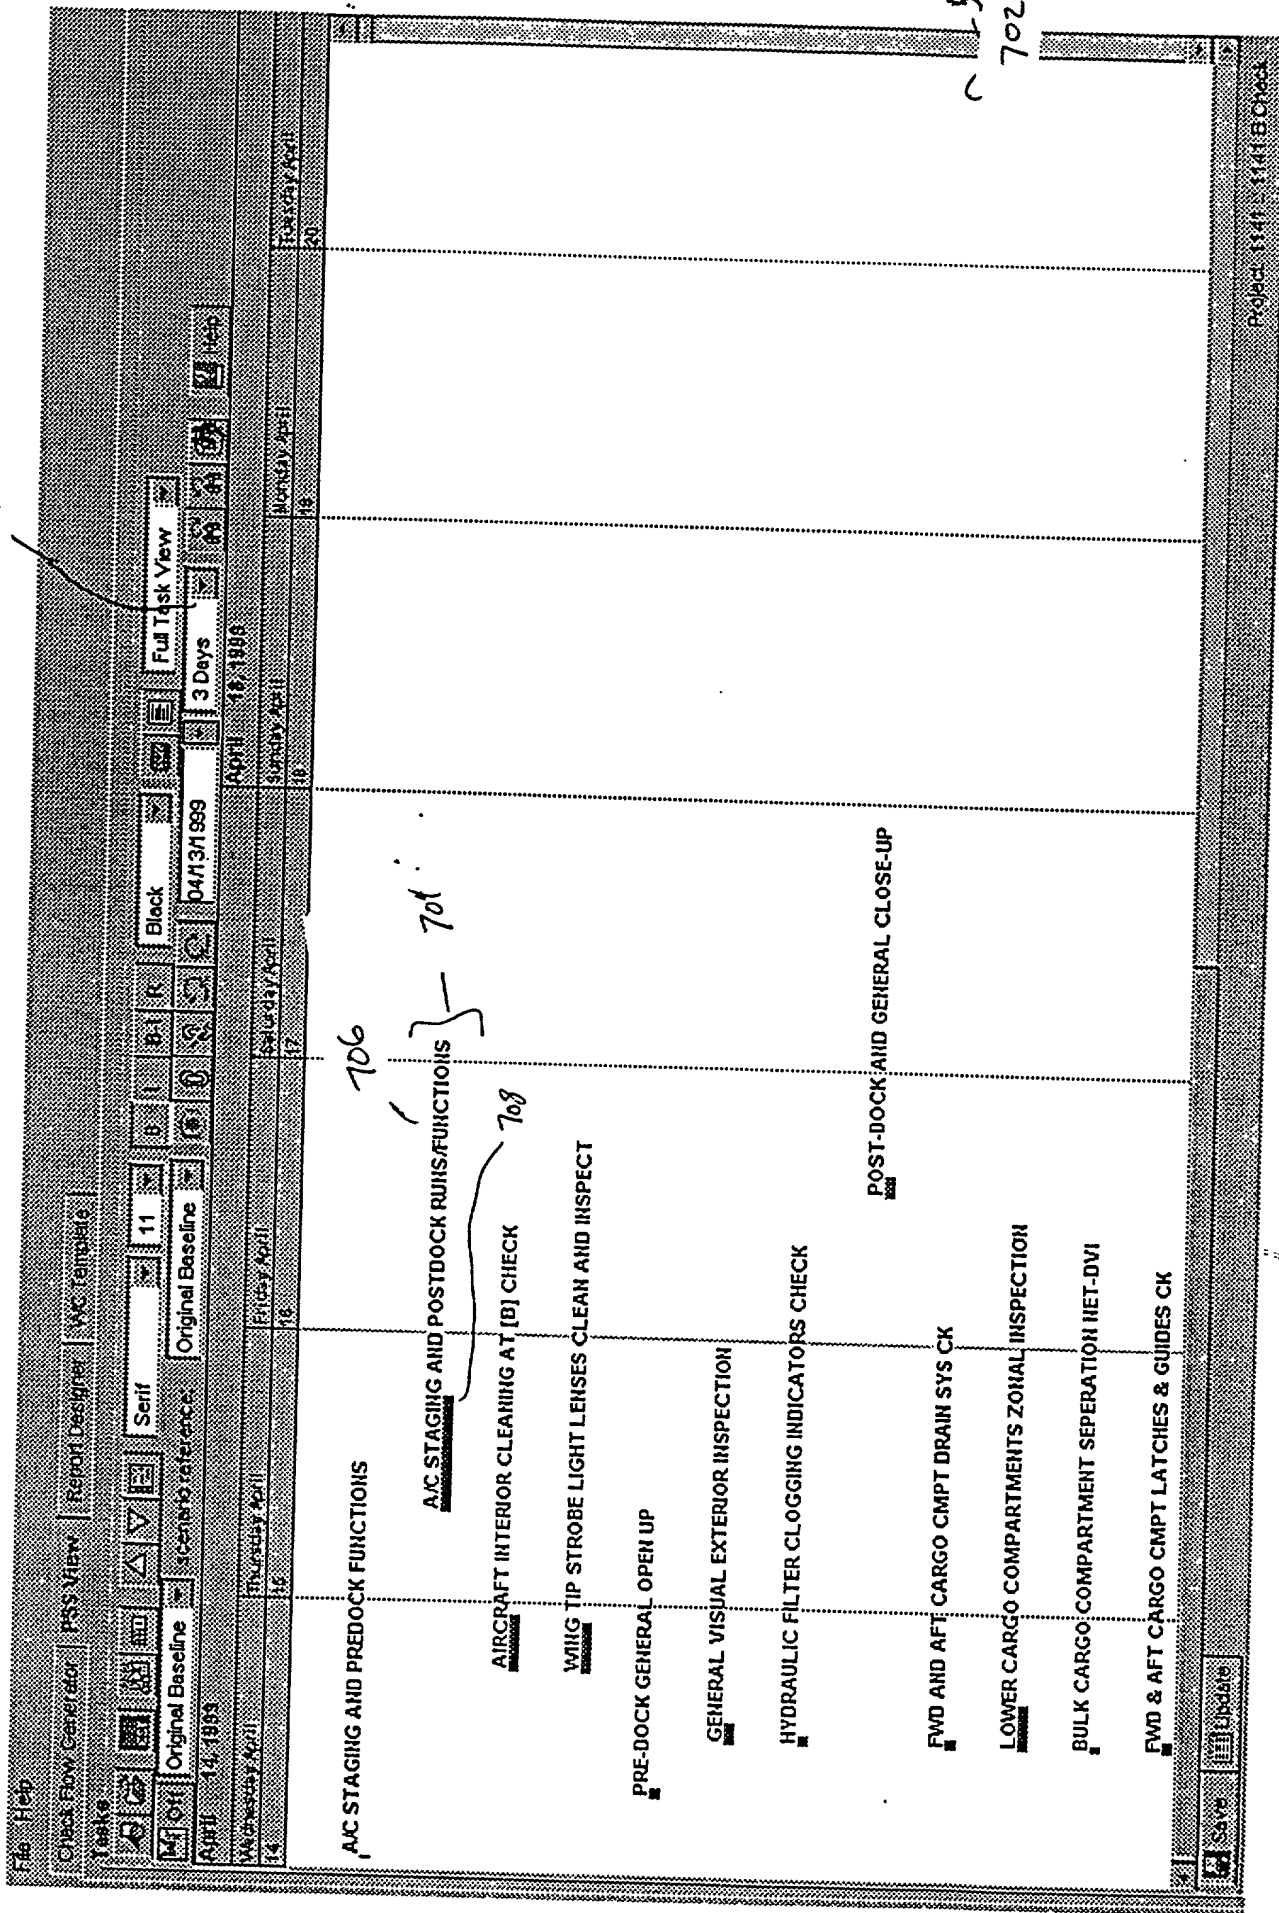 File Help
Check Flow Generator PSS View Report Designer WC Template
Tasks
Serif 11 B I B-I R Black Full Task View
Off Original Baseline scenario reference: Original Baseline 04/13/1999 3 Days Help
April 14, 1999 April 18, 1999
Wednesday April Thursday April Friday April Saturday April Sunday April Monday April Tuesday April
14 15 16 17 18 19 20
A/C STAGING AND PREDOCK FUNCTIONS
706
A/C STAGING AND POSTDOCK RUNS/FUNCTIONS
704
708
AIRCRAFT INTERIOR CLEANING AT [B] CHECK
WING TIP STROBE LIGHT LENSES CLEAN AND INSPECT
PRE-DOCK GENERAL OPEN UP
GENERAL VISUAL EXTERIOR INSPECTION
HYDRAULIC FILTER CLOGGING INDICATORS CHECK
POST-DOCK AND GENERAL CLOSE-UP
FWD AND AFT CARGO CMPT DRAIN SYS CK
702
LOWER CARGO COMPARTMENTS ZONAL INSPECTION
BULK CARGO COMPARTMENT SEPERATION NET-DVI
FWD & AFT CARGO CMPT LATCHES & GUIDES CK
Save Update
Project: 1141 - 1141 B Check